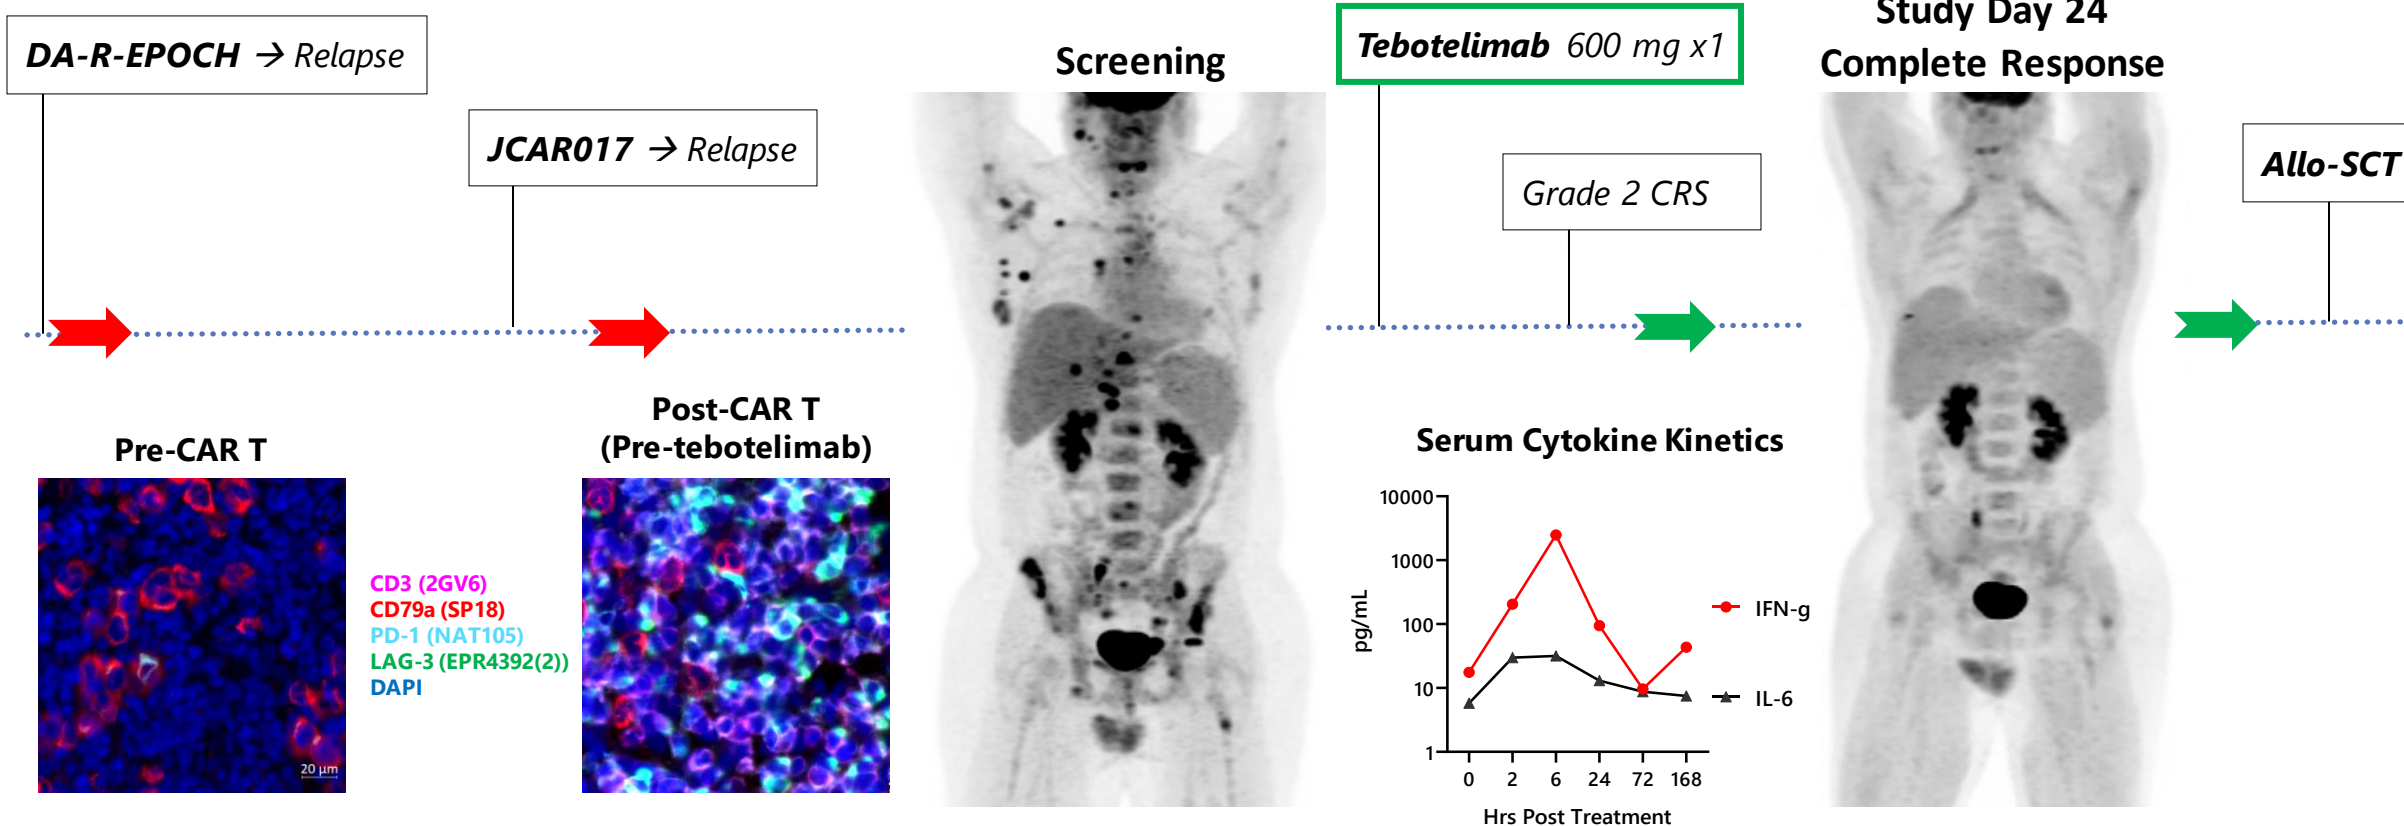 DA-R-EPOCH → Relapse
JCAR017 → Relapse
Screening
Tebotelimab 600 mg x1
Grade 2 CRS
Study Day 24
Complete Response
Allo-SCT
Pre-CAR T
Post-CAR T
(Pre-tebotelimab)
20 µm
CD3 (2GV6)
CD79a (SP18)
PD-1 (NAT105)
LAG-3 (EPR4392(2))
DAPI
Serum Cytokine Kinetics
pg/mL
10000
1000
100
10
1
0 2 6 24 72 168
Hrs Post Treatment
IFN-g
IL-6